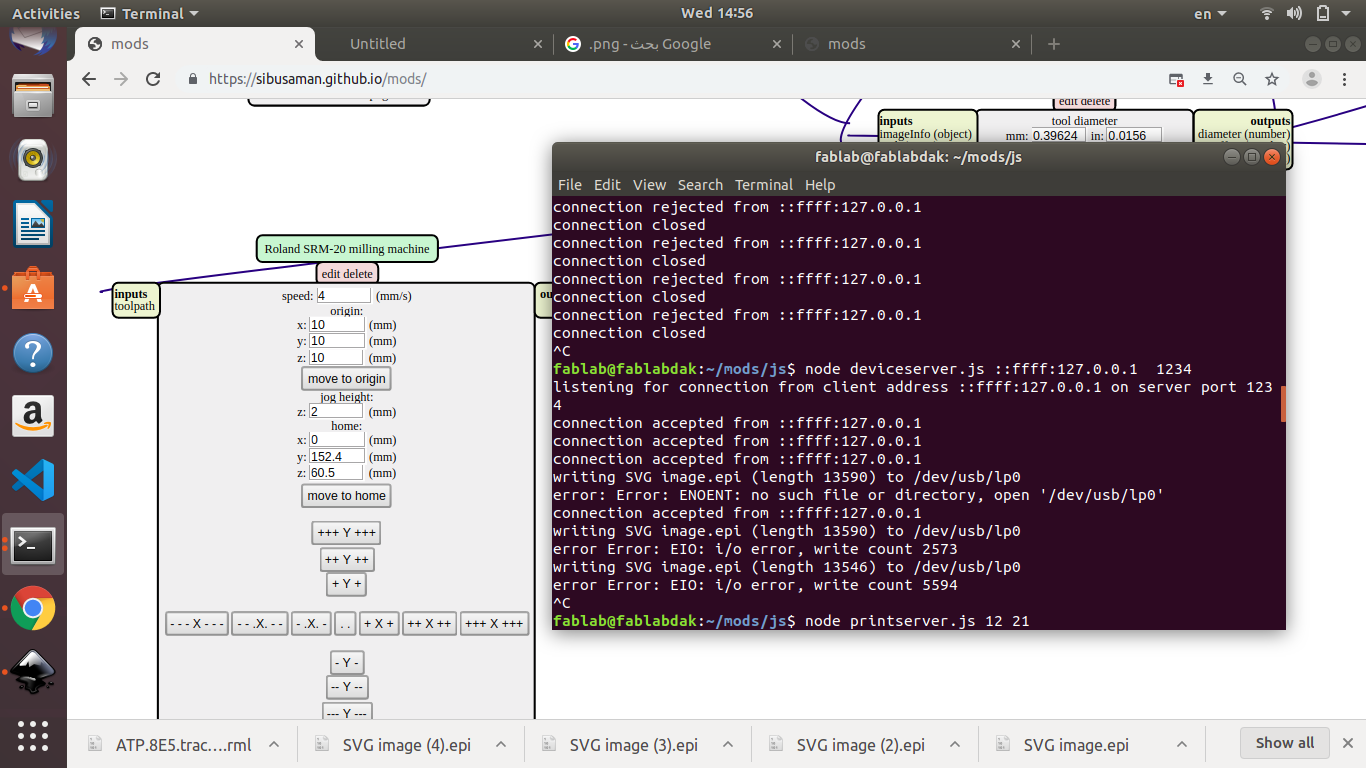 Activities
Terminal
Wed 14:56
en
mods
Untitled
.png - بحث Google
mods
https://sibusaman.github.io/mods/
edit delete
inputs
imageInfo (object)
tool diameter
mm: 0.39624 in: 0.0156
outputs
diameter (number)
Roland SRM-20 milling machine
edit delete
inputs
toolpath
speed: 4 (mm/s)
origin:
x: 10 (mm)
y: 10 (mm)
z: 10 (mm)
move to origin
jog height:
z: 2 (mm)
home:
x: 0 (mm)
y: 152.4 (mm)
z: 60.5 (mm)
move to home
+++ Y +++
++ Y ++
+ Y +
- - - X - - -
- - .X. - -
- .X. -
. .
+ X +
++ X ++
+++ X +++
- Y -
-- Y --
--- Y ---
fablab@fablabdak: ~/mods/js
File Edit View Search Terminal Help
connection rejected from ::ffff:127.0.0.1
connection closed
connection rejected from ::ffff:127.0.0.1
connection closed
connection rejected from ::ffff:127.0.0.1
connection closed
connection rejected from ::ffff:127.0.0.1
connection closed
^C
fablab@fablabdak:~/mods/js$ node deviceserver.js ::ffff:127.0.0.1  1234
listening for connection from client address ::ffff:127.0.0.1 on server port 123
4
connection accepted from ::ffff:127.0.0.1
connection accepted from ::ffff:127.0.0.1
connection accepted from ::ffff:127.0.0.1
writing SVG image.epi (length 13590) to /dev/usb/lp0
error: Error: ENOENT: no such file or directory, open '/dev/usb/lp0'
connection accepted from ::ffff:127.0.0.1
writing SVG image.epi (length 13590) to /dev/usb/lp0
error Error: EIO: i/o error, write count 2573
writing SVG image.epi (length 13546) to /dev/usb/lp0
error Error: EIO: i/o error, write count 5594
^C
fablab@fablabdak:~/mods/js$ node printserver.js 12 21
ATP.8E5.trac....rml
SVG image (4).epi
SVG image (3).epi
SVG image (2).epi
SVG image.epi
Show all